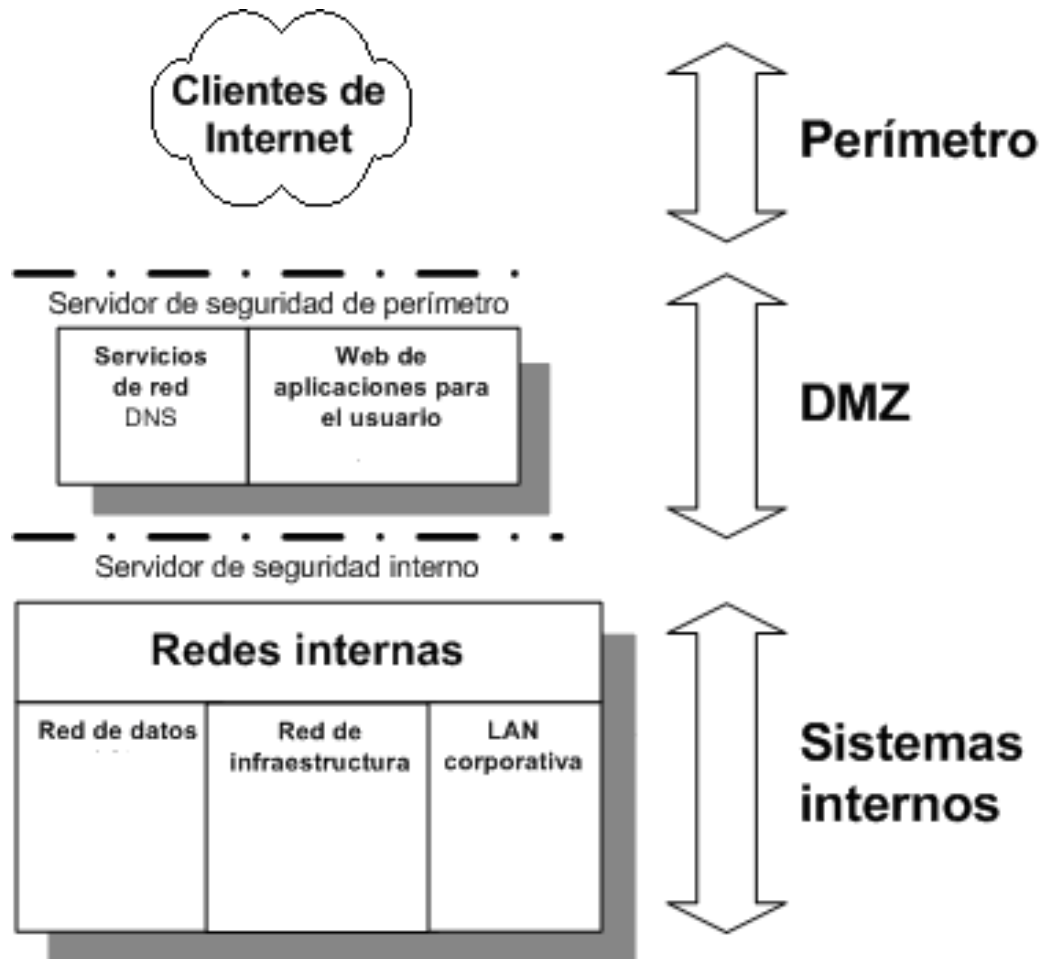 Clientes de
Internet
Perímetro
Servidor de seguridad de perímetro
Servicios
de red
DNS
Web de
aplicaciones para
el usuario
DMZ
Servidor de seguridad interno
Redes internas
Red de datos
Red de
infraestructura
LAN
corporativa
Sistemas
internos